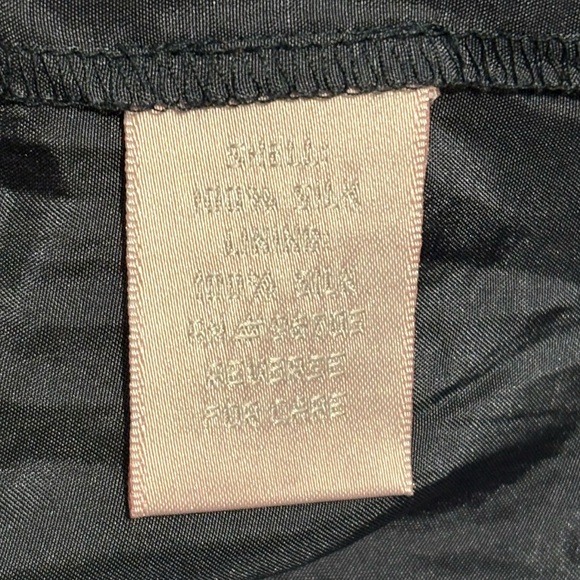 SHELL:
100% SILK
LINING:
100% SILK
REVERSE
FOR CARE